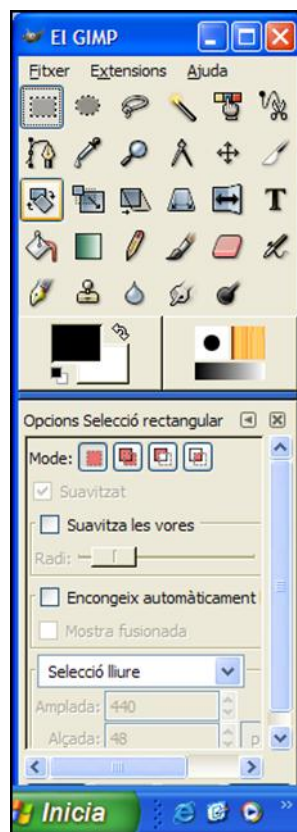 El GIMP
Fitxer Extensions Ajuda
T
Opcions Selecció rectangular
Mode:
Suavitzat
Suavitza les vores
Radi:
Encongeix automàticament
Mostra fusionada
Selecció lliure
Amplada: 440
Alçada: 48 p
Inicia